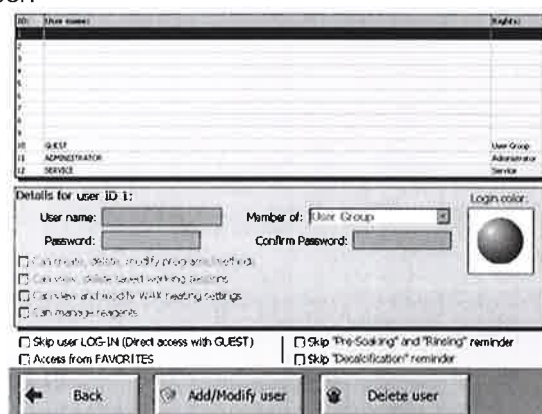 ser.
ID: User name: Rights:
1
2
3
4
5
6
7
8
9
10 GUEST User Group
11 ADMINISTRATOR Administrator
12 SERVICE Service
Details for user ID 1:
Login color:
User name: Member of: User Group
Password: Confirm Password:
Can create, delete, modify programs/methods
Can view, delete saved working sessions
Can view and modify WAX heating settings
Can manage reagents
Skip user LOG-IN (Direct access with GUEST) Skip "Pre-Soaking" and "Rinsing" reminder
Access from FAVORITES Skip "Decalcification" reminder
Back Add/Modify user Delete user